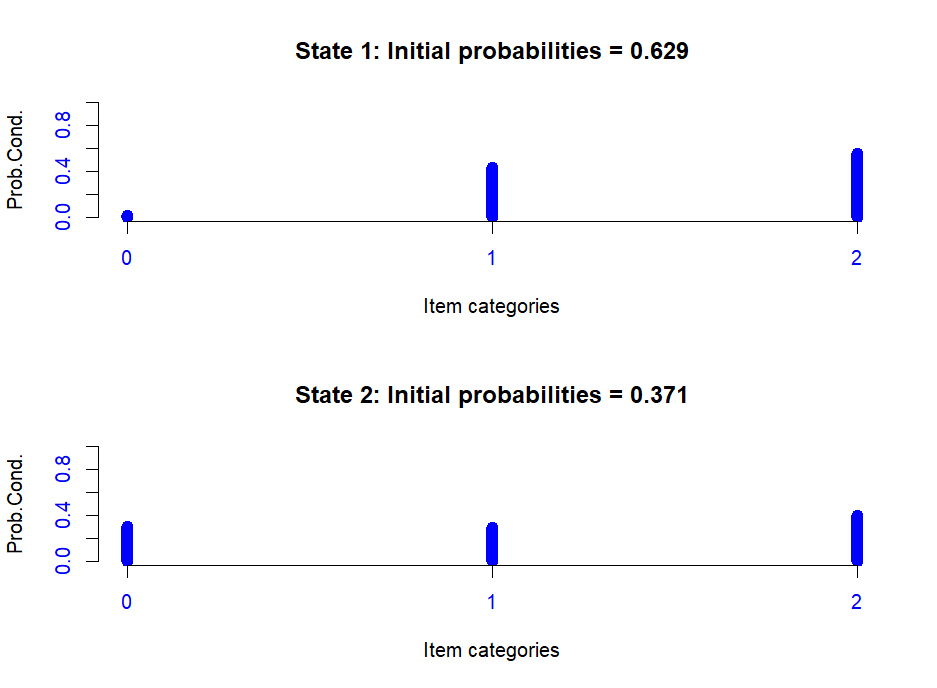 State 1: Initial probabilities = 0.629
Prob.Cond.
0.8
0.4
0.0
0 1 2
Item categories
State 2: Initial probabilities = 0.371
Prob.Cond.
0.8
0.4
0.0
0 1 2
Item categories